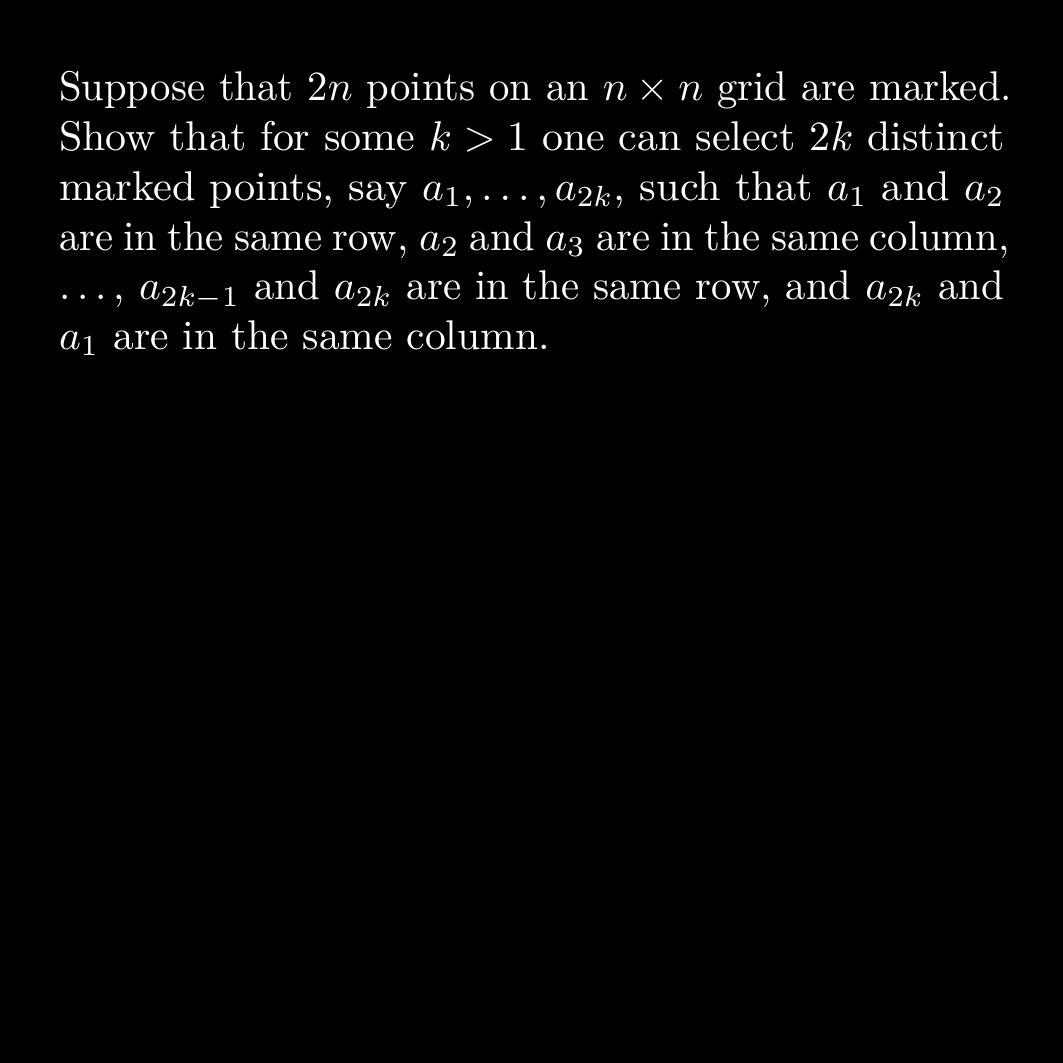 Suppose that $2n$ points on an $n \times n$ grid are marked.
Show that for some $k > 1$ one can select $2k$ distinct
marked points, say $a_1, \ldots, a_{2k}$, such that $a_1$ and $a_2$
are in the same row, $a_2$ and $a_3$ are in the same column,
$\ldots$, $a_{2k-1}$ and $a_{2k}$ are in the same row, and $a_{2k}$ and
$a_1$ are in the same column.